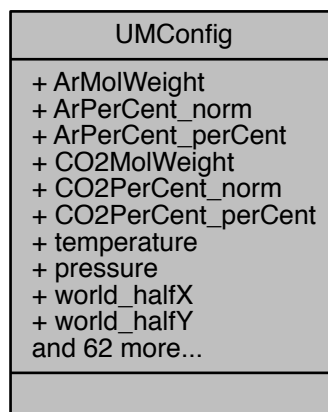 UMConfig
+ ArMolWeight
+ ArPerCent_norm
+ ArPerCent_perCent
+ CO2MolWeight
+ CO2PerCent_norm
+ CO2PerCent_perCent
+ temperature
+ pressure
+ world_halfX
+ world_halfY
and 62 more...